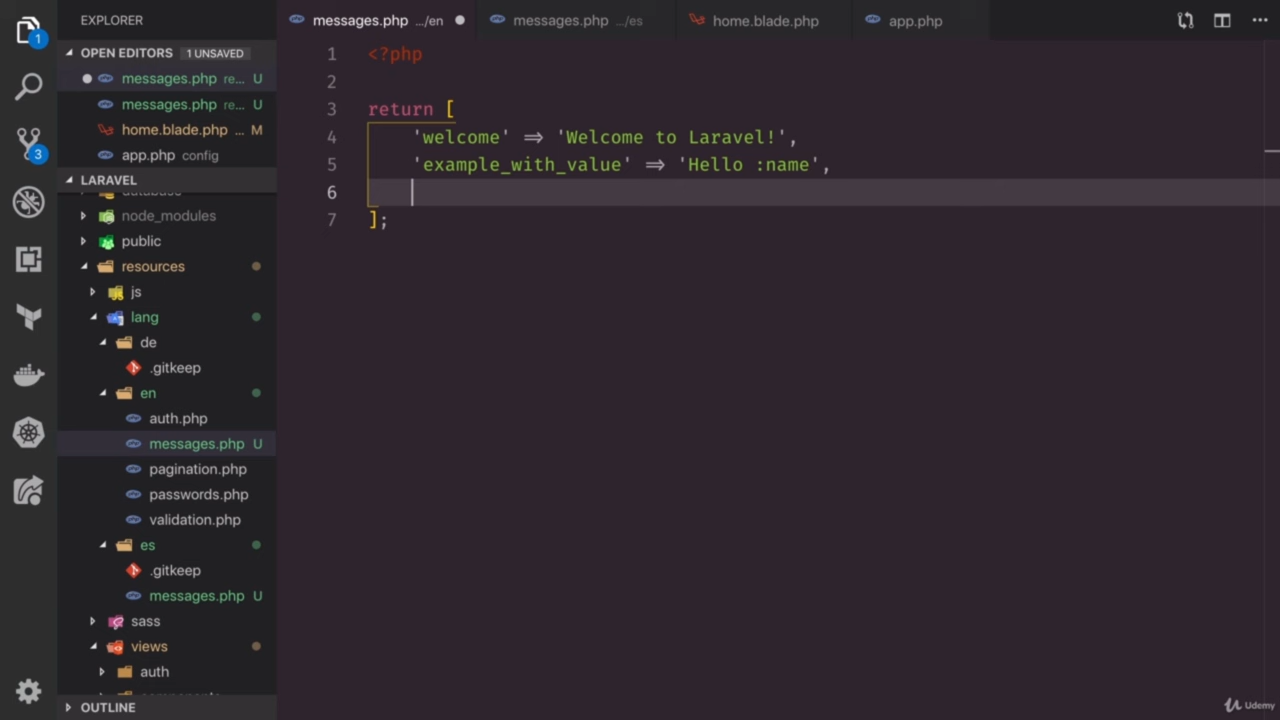 EXPLORER
messages.php …/en
messages.php …/es
home.blade.php
app.php
OPEN EDITORS 1 UNSAVED
messages.php re... U
messages.php re... U
home.blade.php ... M
app.php config
LARAVEL
database
node_modules
public
resources
js
lang
de
.gitkeep
en
auth.php
messages.php U
pagination.php
passwords.php
validation.php
es
.gitkeep
messages.php U
sass
views
auth
OUTLINE
1
3
1 <?php
2
3 return [
4 'welcome' => 'Welcome to Laravel!',
5 'example_with_value' => 'Hello :name',
6
7 ];
Udemy